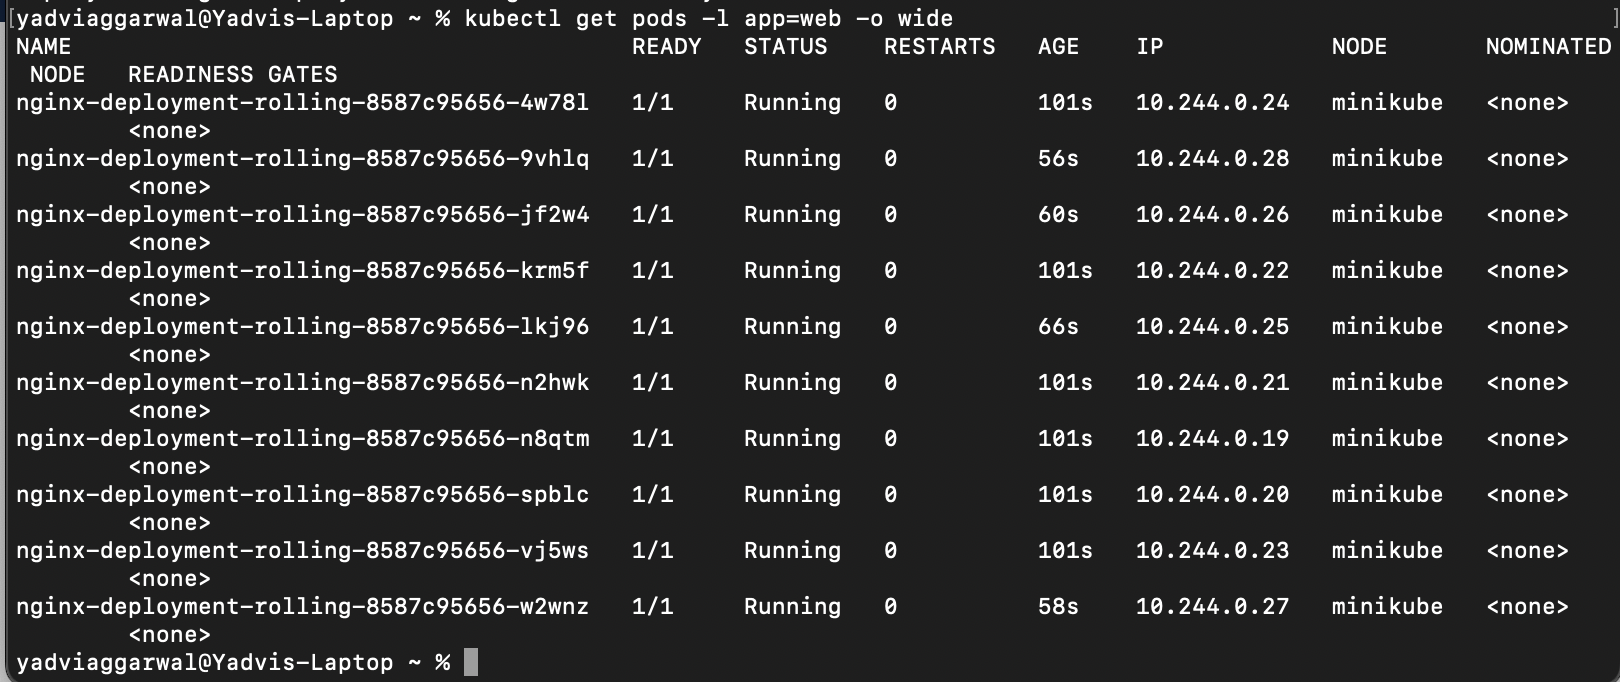 [yadviaggarwal@Yadvis-Laptop ~ % kubectl get pods -l app=web -o wide ]
NAME READY STATUS RESTARTS AGE IP NODE NOMINATED
NODE READINESS GATES
nginx-deployment-rolling-8587c95656-4w78l 1/1 Running 0 101s 10.244.0.24 minikube <none>
<none>
nginx-deployment-rolling-8587c95656-9vhlq 1/1 Running 0 56s 10.244.0.28 minikube <none>
<none>
nginx-deployment-rolling-8587c95656-jf2w4 1/1 Running 0 60s 10.244.0.26 minikube <none>
<none>
nginx-deployment-rolling-8587c95656-krm5f 1/1 Running 0 101s 10.244.0.22 minikube <none>
<none>
nginx-deployment-rolling-8587c95656-lkj96 1/1 Running 0 66s 10.244.0.25 minikube <none>
<none>
nginx-deployment-rolling-8587c95656-n2hwk 1/1 Running 0 101s 10.244.0.21 minikube <none>
<none>
nginx-deployment-rolling-8587c95656-n8qtm 1/1 Running 0 101s 10.244.0.19 minikube <none>
<none>
nginx-deployment-rolling-8587c95656-spblc 1/1 Running 0 101s 10.244.0.20 minikube <none>
<none>
nginx-deployment-rolling-8587c95656-vj5ws 1/1 Running 0 101s 10.244.0.23 minikube <none>
<none>
nginx-deployment-rolling-8587c95656-w2wnz 1/1 Running 0 58s 10.244.0.27 minikube <none>
<none>
yadviaggarwal@Yadvis-Laptop ~ %